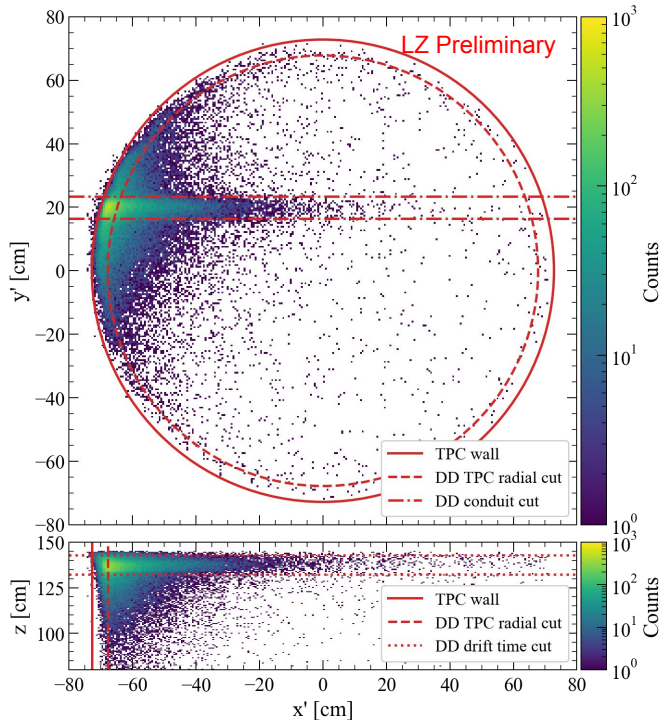 LZ Preliminary
80
60
40
20
0
−20
−40
−60
−80
y' [cm]
TPC wall
DD TPC radial cut
DD conduit cut
10³
10²
10¹
10⁰
Counts
150
125
100
z [cm]
TPC wall
DD TPC radial cut
DD drift time cut
−80 −60 −40 −20 0 20 40 60 80
x' [cm]
10³
10²
10¹
10⁰
Counts